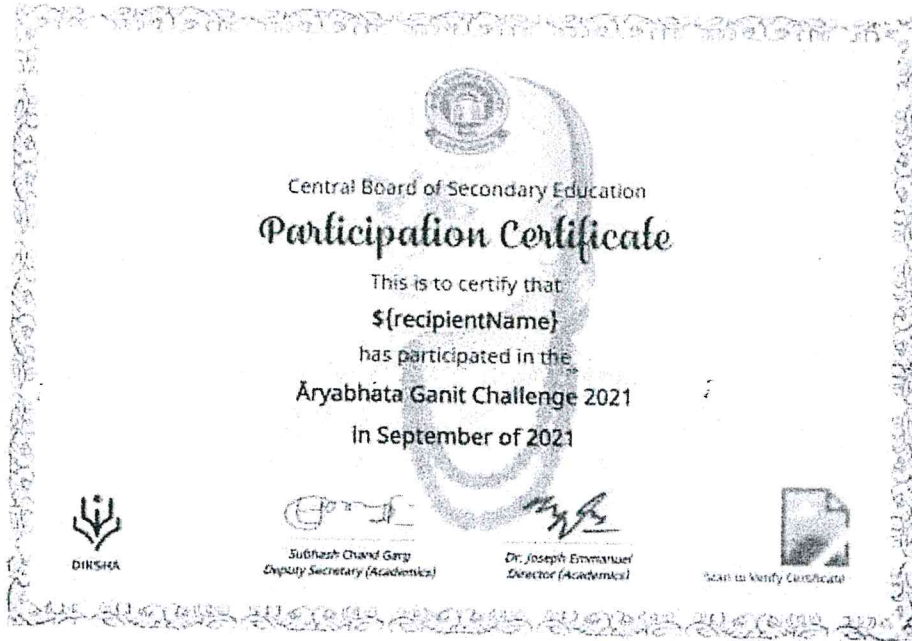 Central Board of Secondary Education
Participation Certificate
This is to certify that
${recipientName}
has participated in the
Āryabhata Ganit Challenge 2021
in September of 2021
DIKSHA
Subhash Chand Garg
Deputy Secretary (Academics)
Dr. Joseph Emmanuel
Director (Academics)
Scan to Verify Certificate